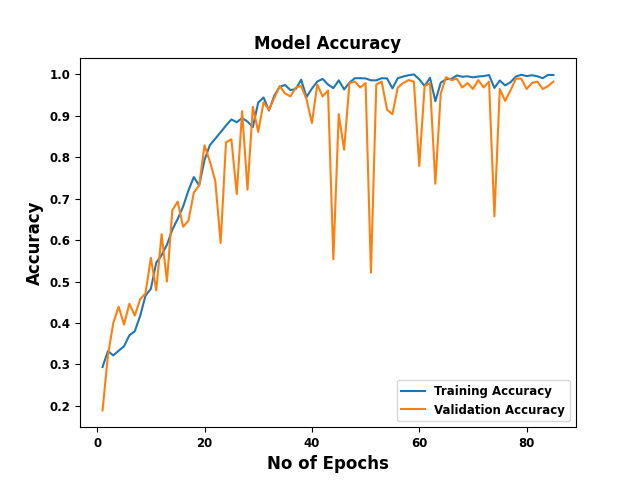 Model Accuracy
1.0
0.9
0.8
0.7
0.6
0.5
0.4
0.3
0.2
Accuracy
0 20 40 60 80
No of Epochs
Training Accuracy
Validation Accuracy